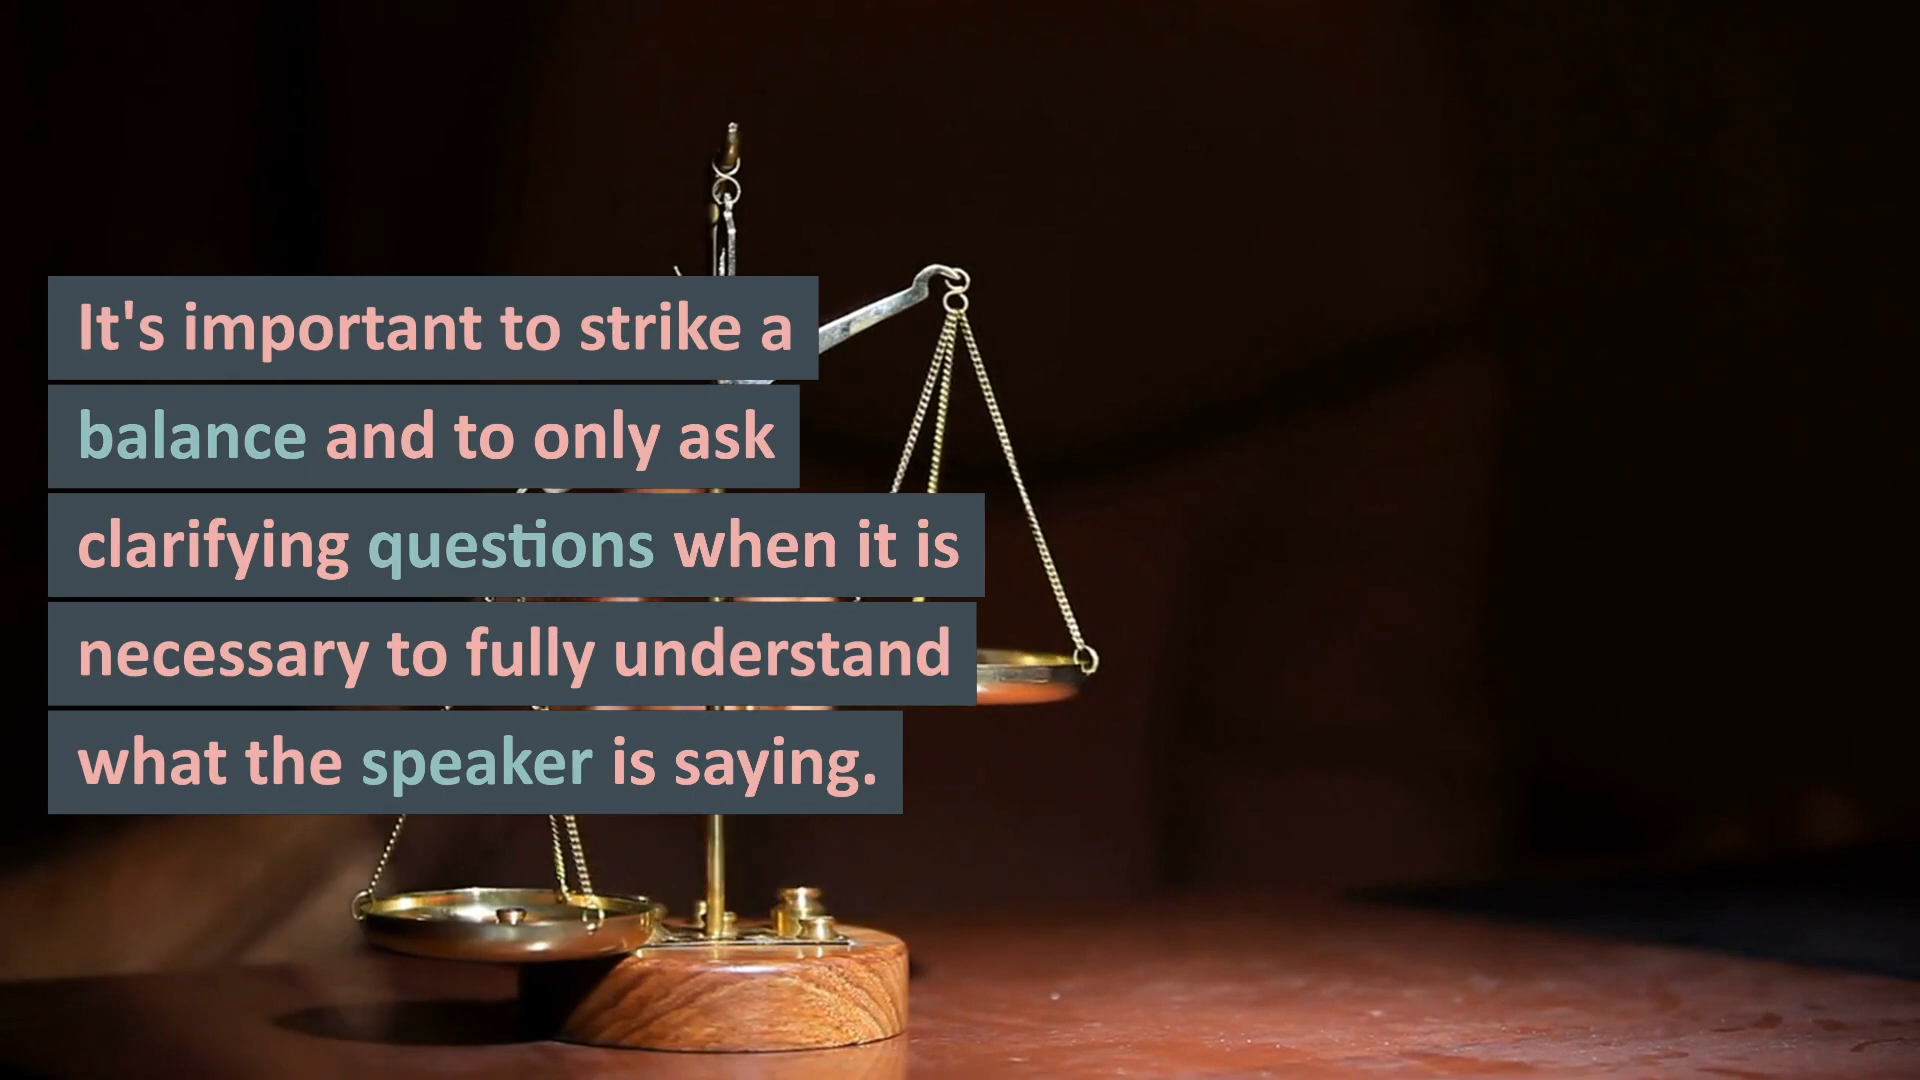 It's important to strike a
balance and to only ask
clarifying questions when it is
necessary to fully understand
what the speaker is saying.